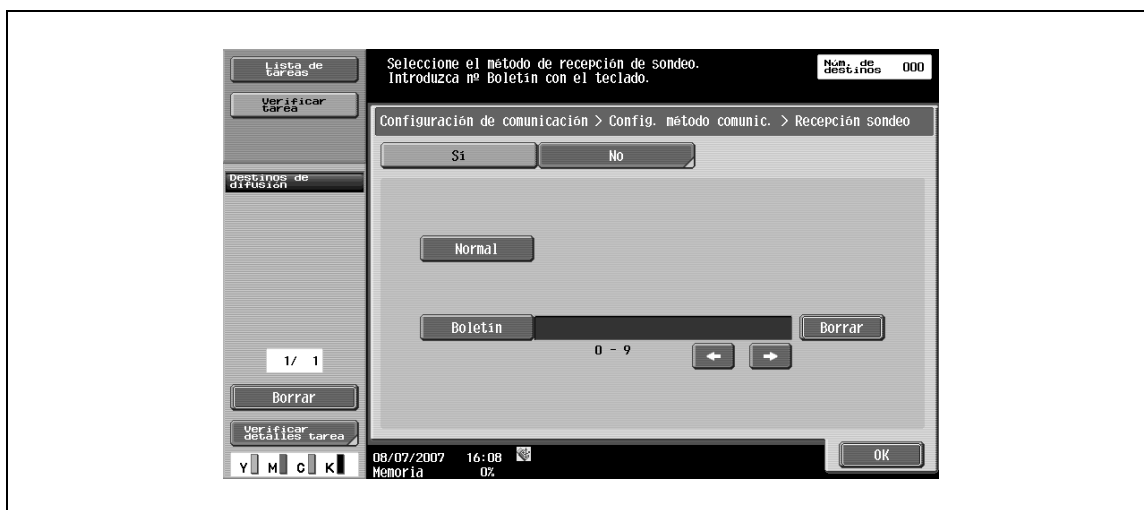 Lista de
tareas
Verificar
tarea
Destinos de
difusión
1/ 1
Borrar
Verificar
detalles tarea
Y M C K
Seleccione el método de recepción de sondeo.
Introduzca nº Boletín con el teclado.
Núm. de
destinos 000
Configuración de comunicación > Config. método comunic. > Recepción sondeo
Sí No
Normal
Boletín Borrar
0 - 9
08/07/2007 16:08
Memoria 0%
OK